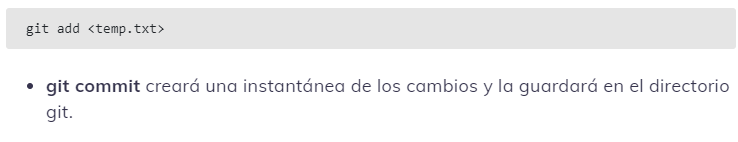 git add <temp.txt>
git commit creará una instantánea de los cambios y la guardará en el directorio
git.